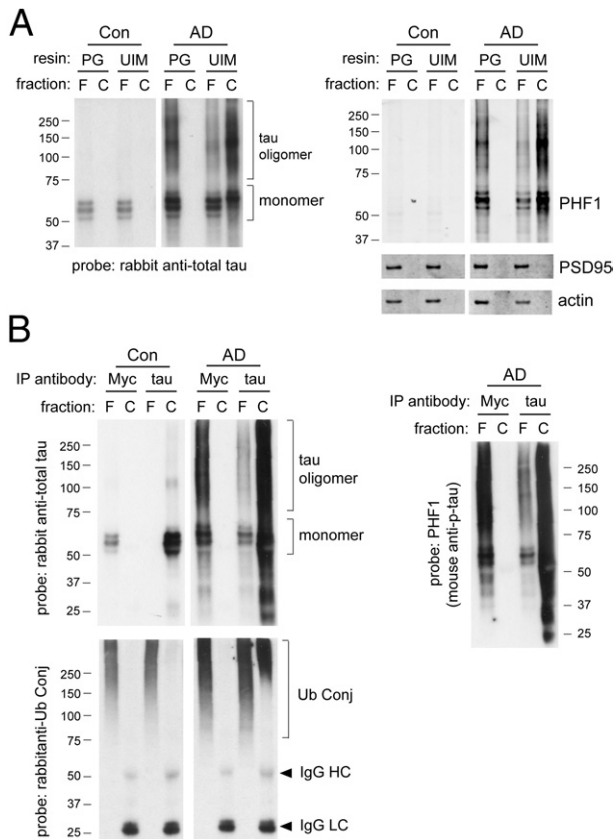 A
Con AD
resin: PG UIM PG UIM
fraction: F C F C F C F C
250
150
100
75
50
37
tau
oligomer
monomer
probe: rabbit anti-total tau
Con AD
resin: PG UIM PG UIM
fraction: F C F C F C F C
250
150
100
75
50
37
PHF1
PSD95
actin
B
Con AD
IP antibody: Myc tau Myc tau
fraction: F C F C F C F C
probe: rabbit anti-total tau
250
150
100
75
50
37
25
tau
oligomer
monomer
probe: rabbitanti-Ub Conj
250
150
100
75
50
37
25
Ub Conj
IgG HC
IgG LC
AD
IP antibody: Myc tau
fraction: F C F C
probe: PHF1
(mouse anti-p-tau)
250
150
100
75
50
37
25